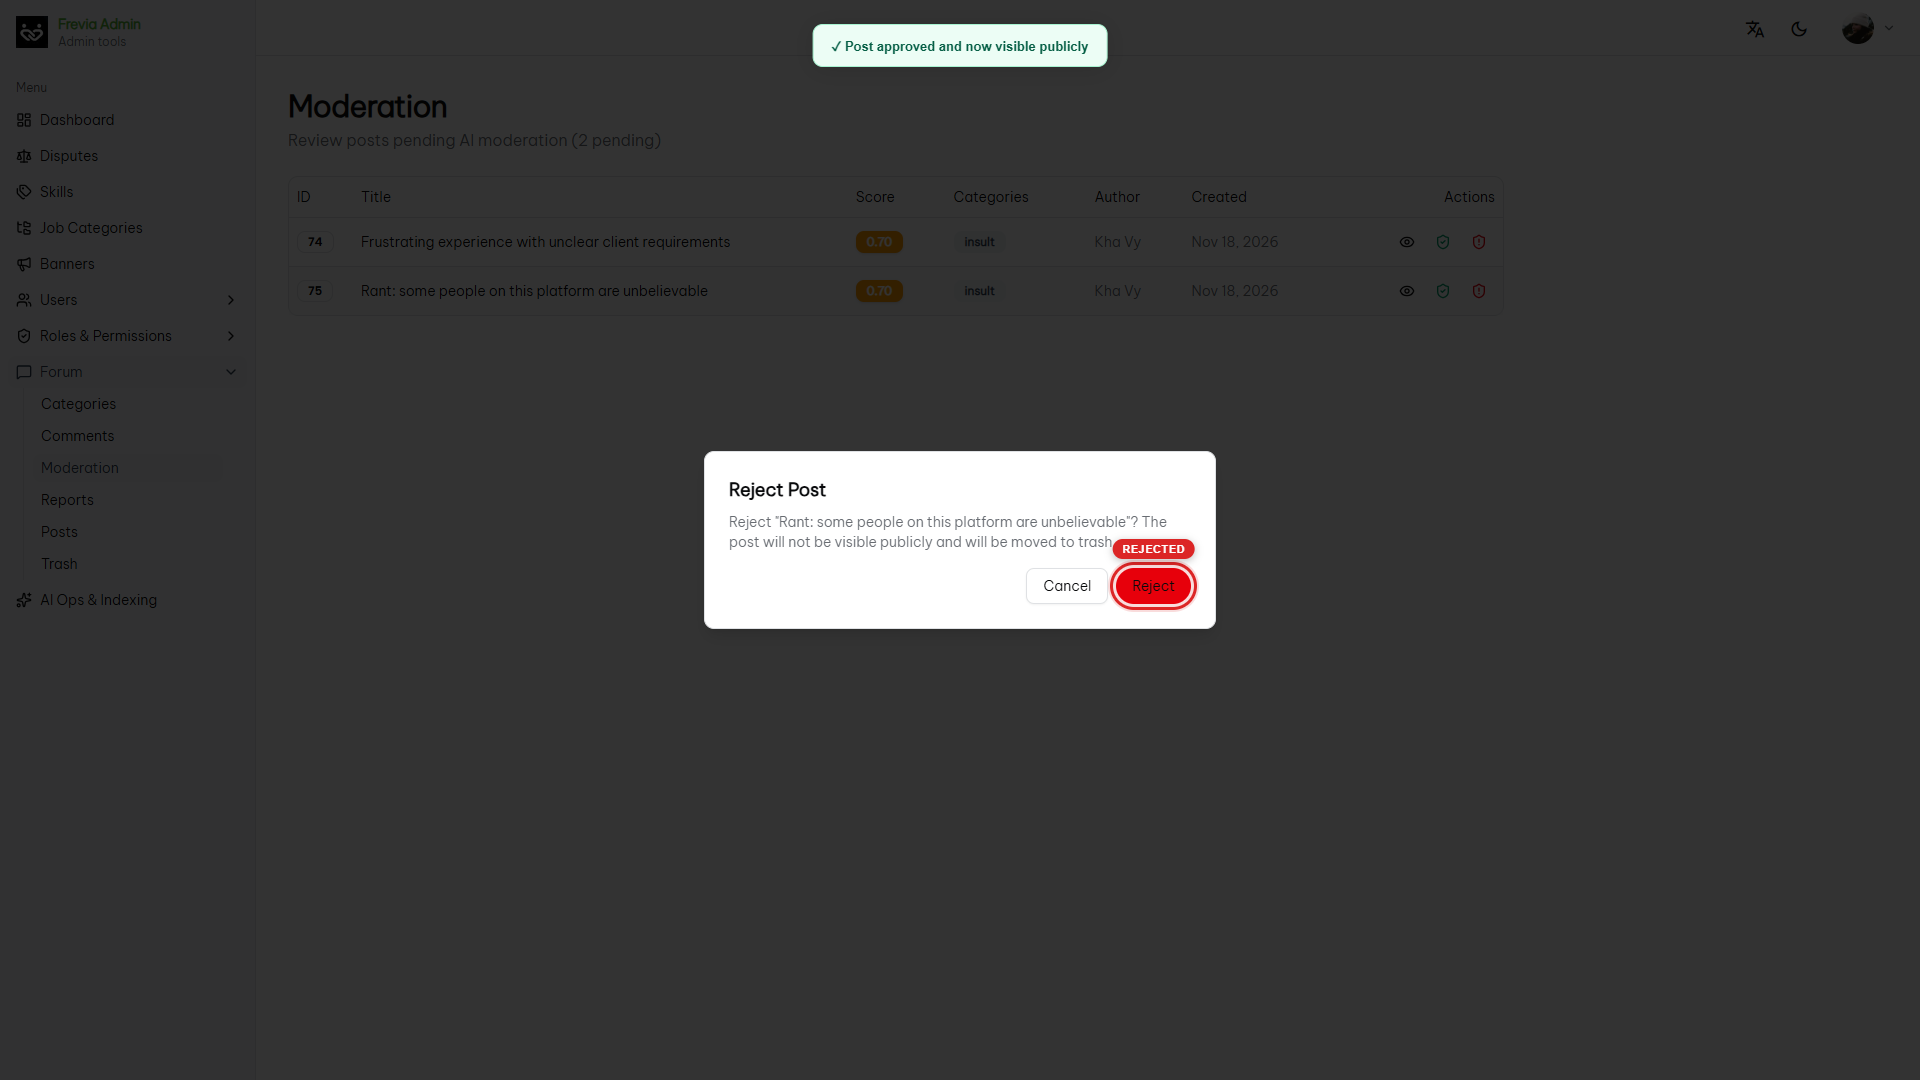 Frevia Admin
Admin tools
✓ Post approved and now visible publicly
Menu
Dashboard
Disputes
Skills
Job Categories
Banners
Users
Roles & Permissions
Forum
Categories
Comments
Moderation
Reports
Posts
Trash
AI Ops & Indexing
Moderation
Review posts pending AI moderation (2 pending)
ID Title Score Categories Author Created Actions
74 Frustrating experience with unclear client requirements 0.70 insult Kha Vy Nov 18, 2026
75 Rant: some people on this platform are unbelievable 0.70 insult Kha Vy Nov 18, 2026
Reject Post
Reject "Rant: some people on this platform are unbelievable"? The
post will not be visible publicly and will be moved to trash
REJECTED
Cancel Reject